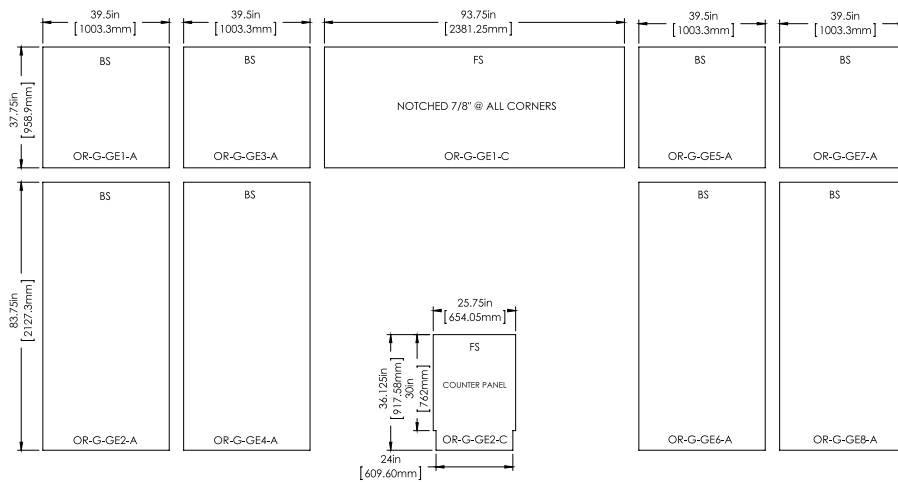 39.5in
[1003.3mm]
39.5in
[1003.3mm]
93.75in
[2381.25mm]
39.5in
[1003.3mm]
39.5in
[1003.3mm]
37.75in
[958.9mm]
BS
BS
FS
BS
BS
NOTCHED 7/8" @ ALL CORNERS
OR-G-GE1-A
OR-G-GE3-A
OR-G-GE1-C
OR-G-GE5-A
OR-G-GE7-A
83.75in
[2127.3mm]
BS
BS
BS
BS
25.75in
[654.05mm]
36.125in
[917.58mm]
30in
[762mm]
FS
COUNTER PANEL
OR-G-GE2-A
OR-G-GE4-A
OR-G-GE2-C
OR-G-GE6-A
OR-G-GE8-A
24in
[609.60mm]